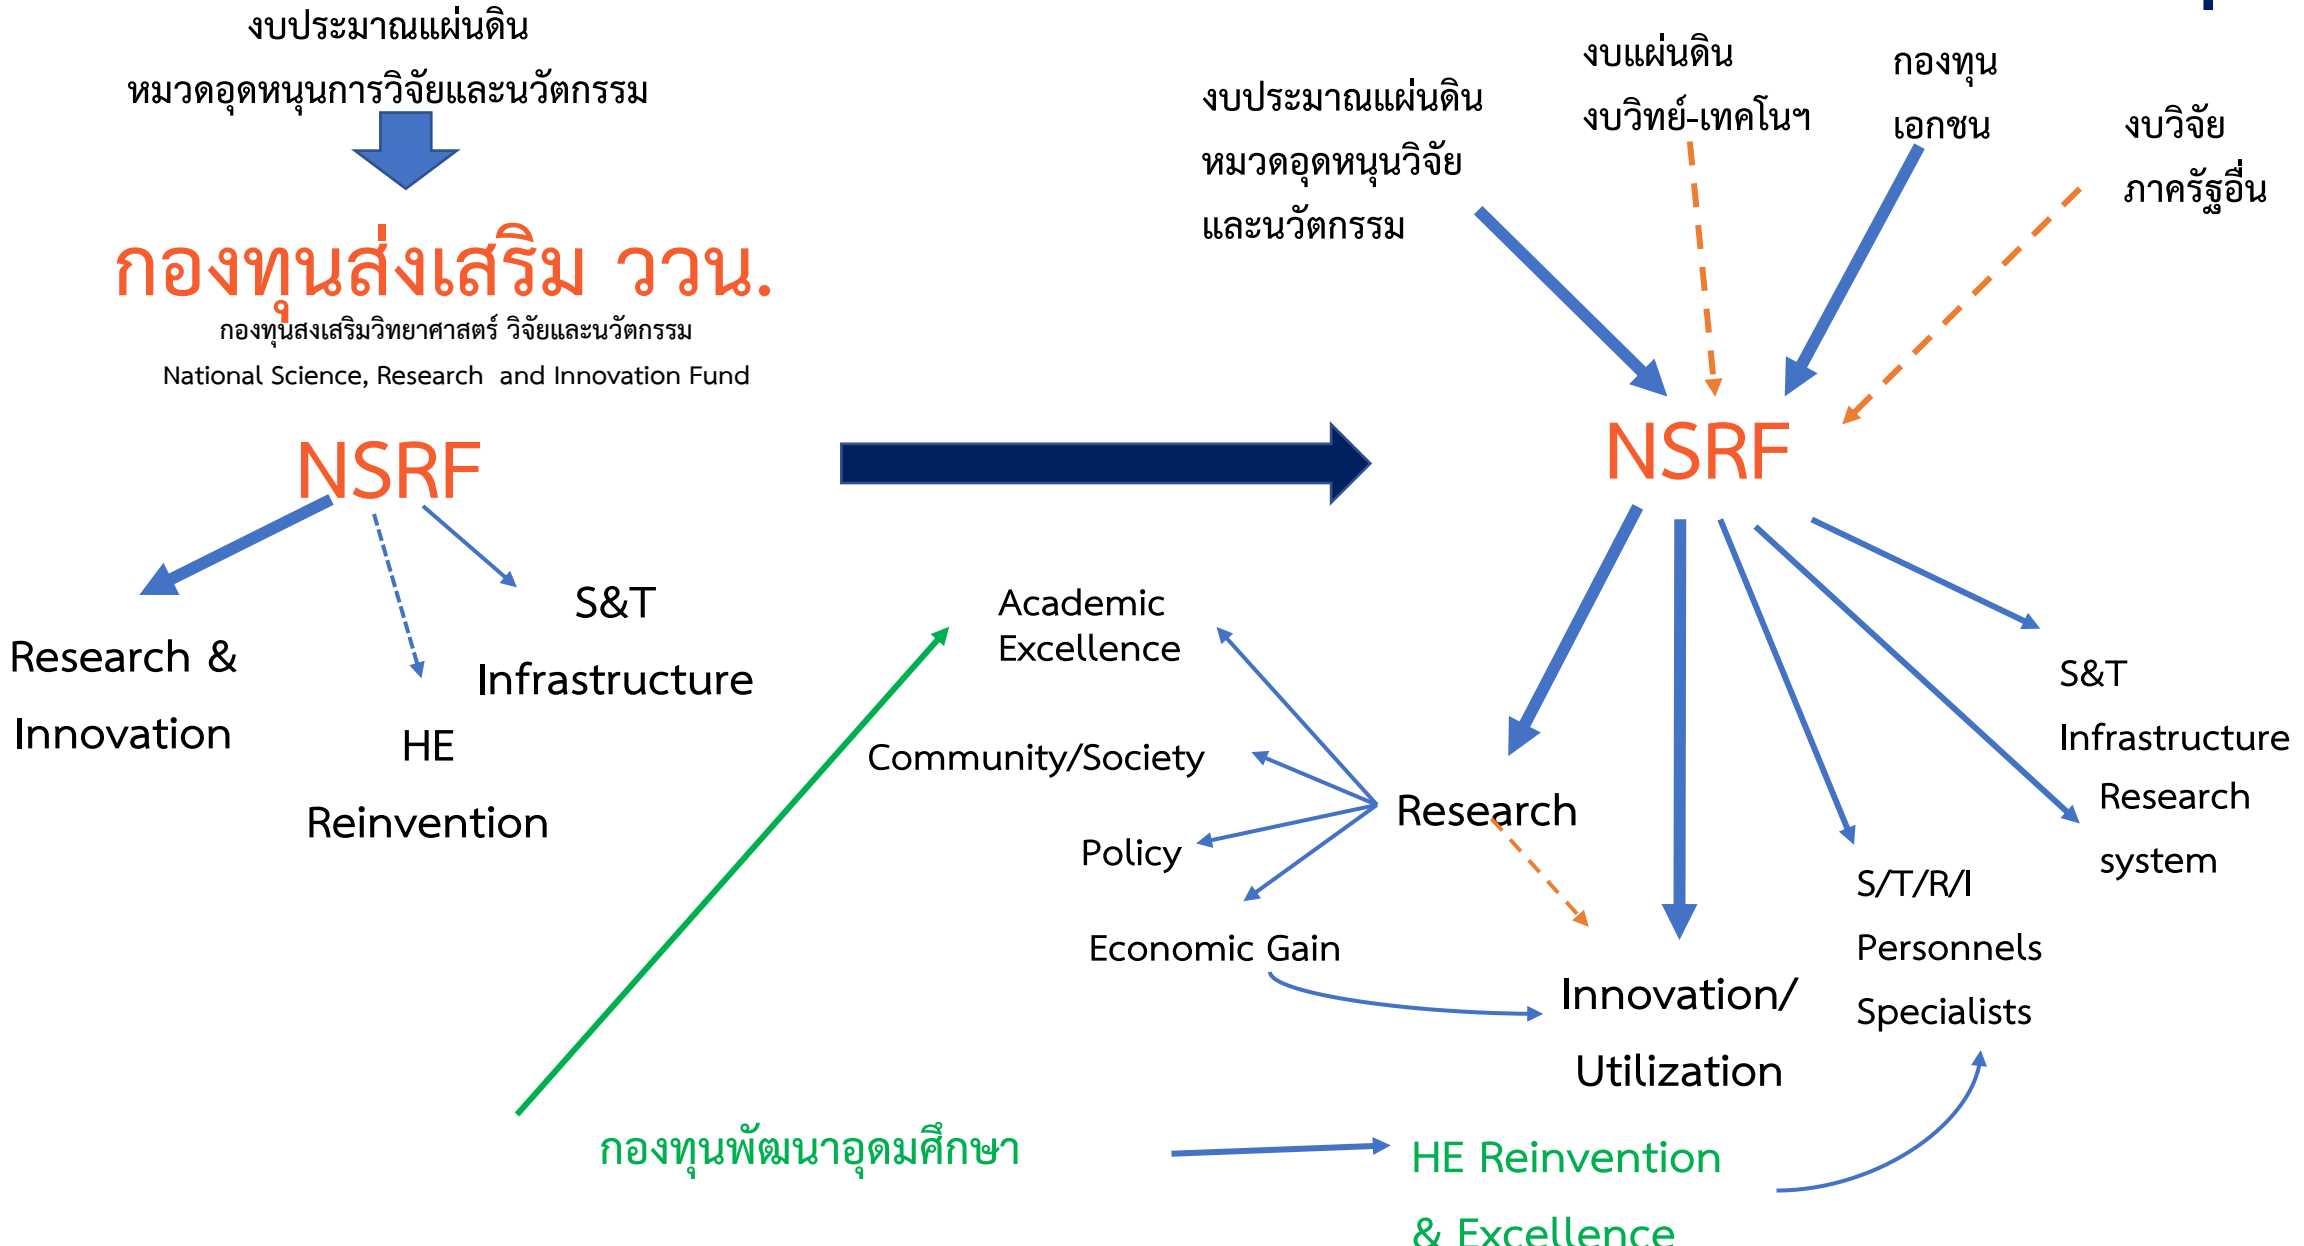 งบประมาณแผ่นดิน
หมวดอุดหนุนการวิจัยและนวัตกรรม
กองทุนส่งเสริม ววน.
กองทุนสงเสริมวิทยาศาสตร์ วิจัยและนวัตกรรม
National Science, Research and Innovation Fund
NSRF
Research &
Innovation
HE
Reinvention
S&T
Infrastructure
งบประมาณแผ่นดิน
หมวดอุดหนุนวิจัย
และนวัตกรรม
งบแผ่นดิน
งบวิทย์-เทคโนฯ
กองทุน
เอกชน
งบวิจัย
ภาครัฐอื่น
NSRF
Academic
Excellence
Community/Society
Policy
Economic Gain
Research
Innovation/
Utilization
S/T/R/I
Personnels
Specialists
S&T
Infrastructure
Research
system
กองทุนพัฒนาอุดมศึกษา
HE Reinvention
& Excellence